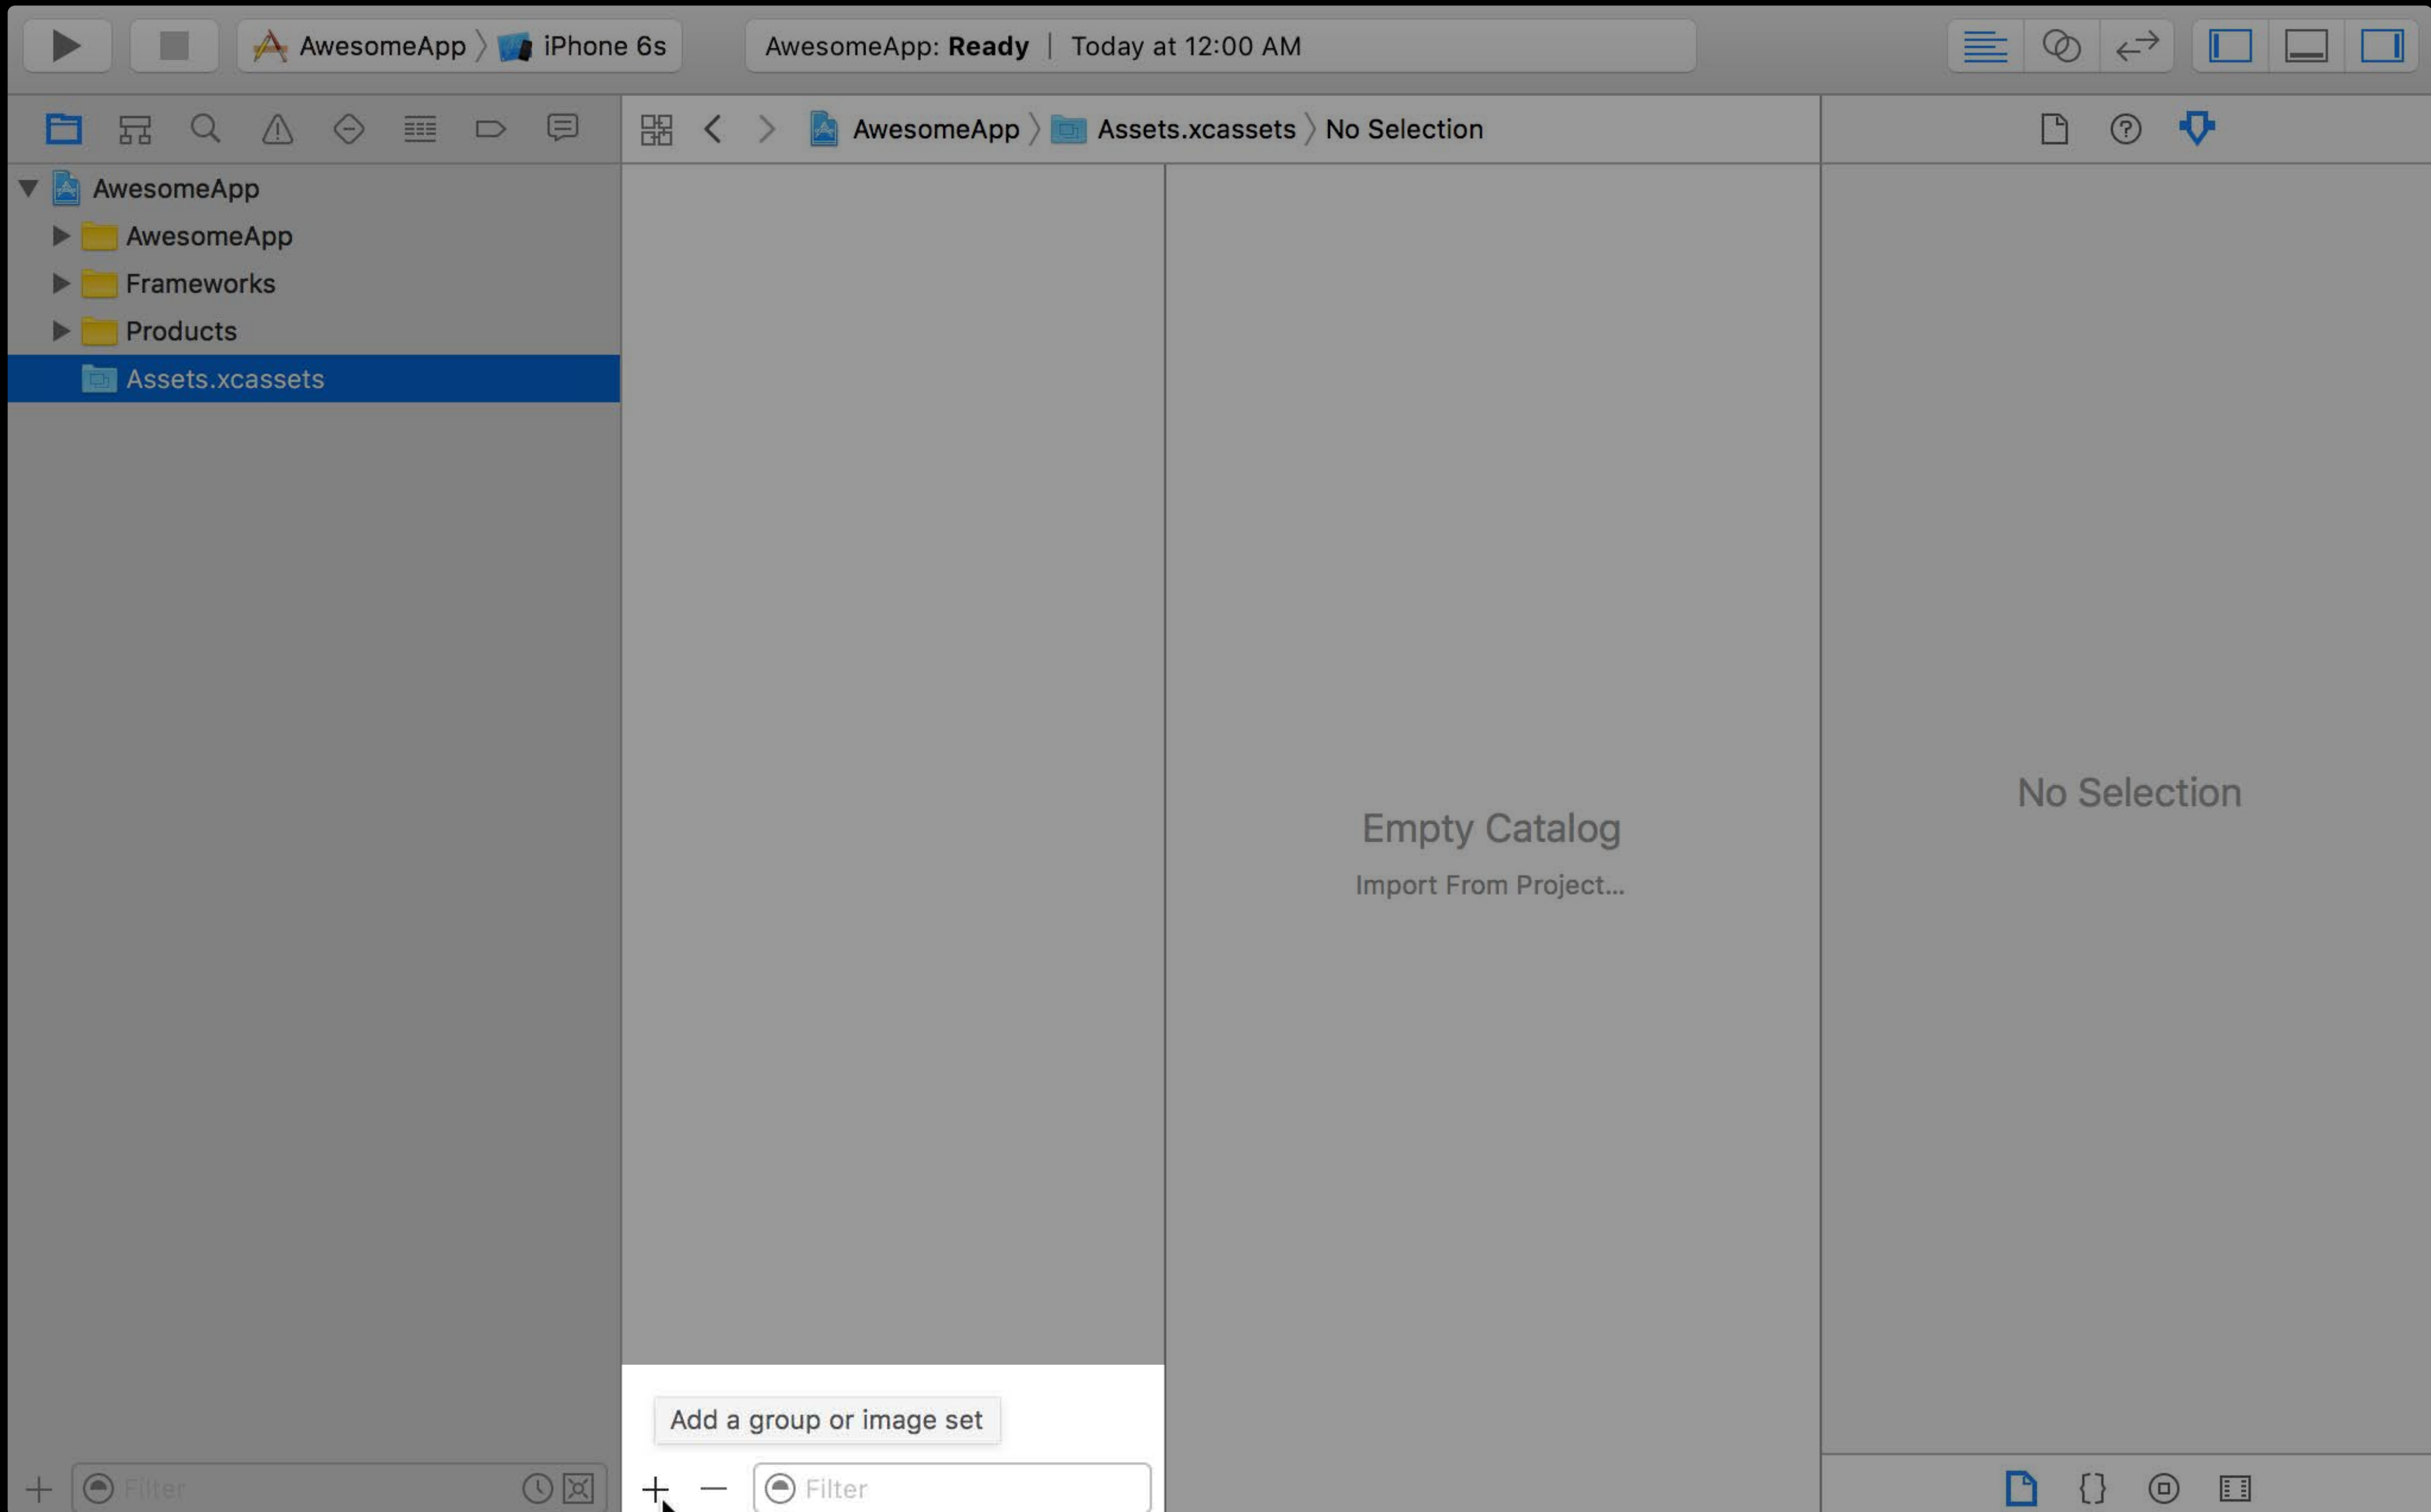 AwesomeApp iPhone 6s
AwesomeApp: Ready | Today at 12:00 AM
AwesomeApp Assets.xcassets No Selection
AwesomeApp
AwesomeApp
Frameworks
Products
Assets.xcassets
Empty Catalog
Import From Project...
No Selection
Add a group or image set
Filter
Filter